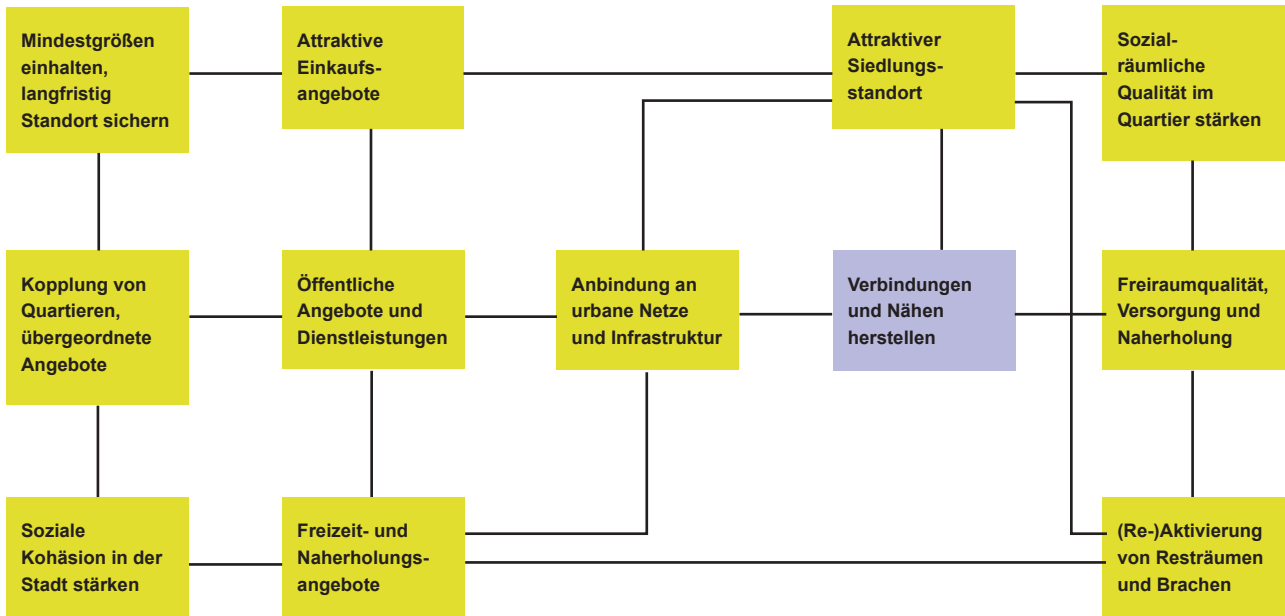 Mindestgrößen
einhalten,
langfristig
Standort sichern
Attraktive
Einkaufs-
angebote
Attraktiver
Siedlungs-
standort
Sozial-
räumliche
Qualität im
Quartier stärken
Kopplung von
Quartieren,
übergeordnete
Angebote
Öffentliche
Angebote und
Dienstleistungen
Anbindung an
urbane Netze
und Infrastruktur
Verbindungen
und Nähen
herstellen
Freiraumqualität,
Versorgung und
Naherholung
Soziale
Kohäsion in der
Stadt stärken
Freizeit- und
Naherholungs-
angebote
(Re-)Aktivierung
von Resträumen
und Brachen